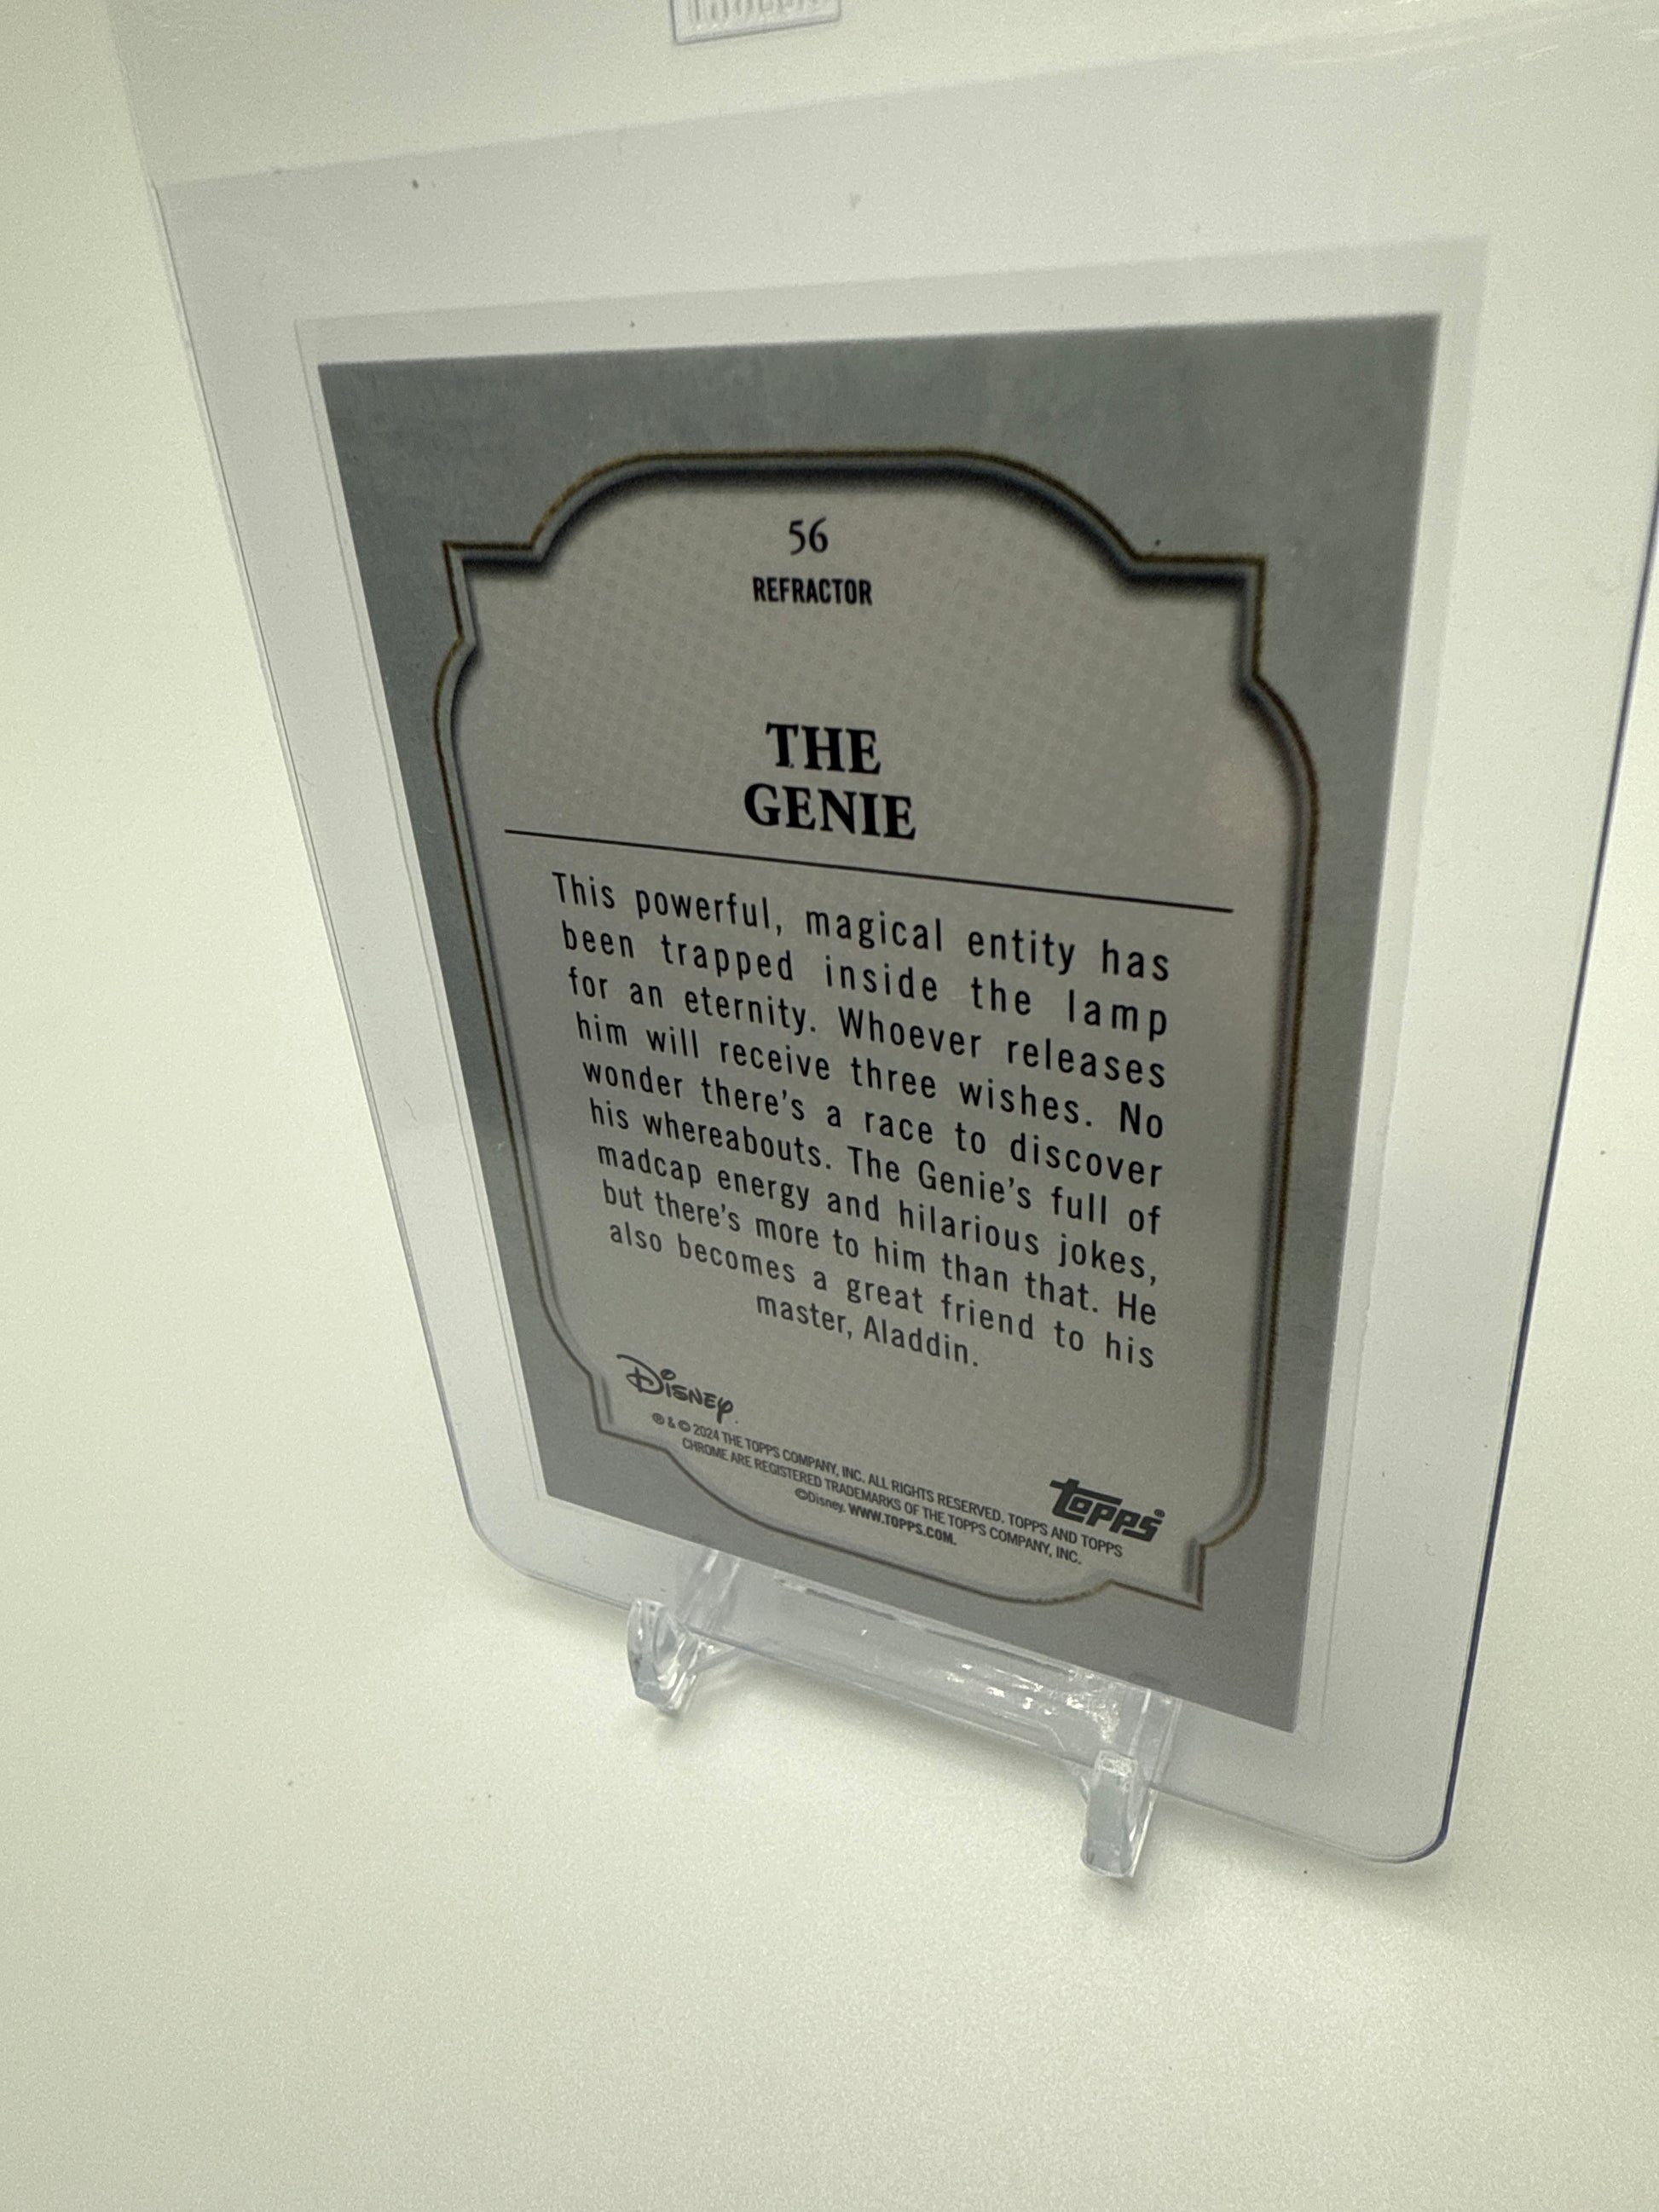 56
REFRACTOR
THE
GENIE
This powerful, magical entity has
been trapped inside the lamp
for an eternity. Whoever releases
him will receive three wishes. No
wonder there's a race to discover
his whereabouts. The Genie's full of
madcap energy and hilarious jokes,
but there's more to him than that. He
also becomes a great friend to his
master, Aladdin.
Disney
topps
® & © 2024 THE TOPPS COMPANY, INC. ALL RIGHTS RESERVED. TOPPS AND TOPPS
CHROME ARE REGISTERED TRADEMARKS OF THE TOPPS COMPANY, INC.
©Disney. WWW.TOPPS.COM.